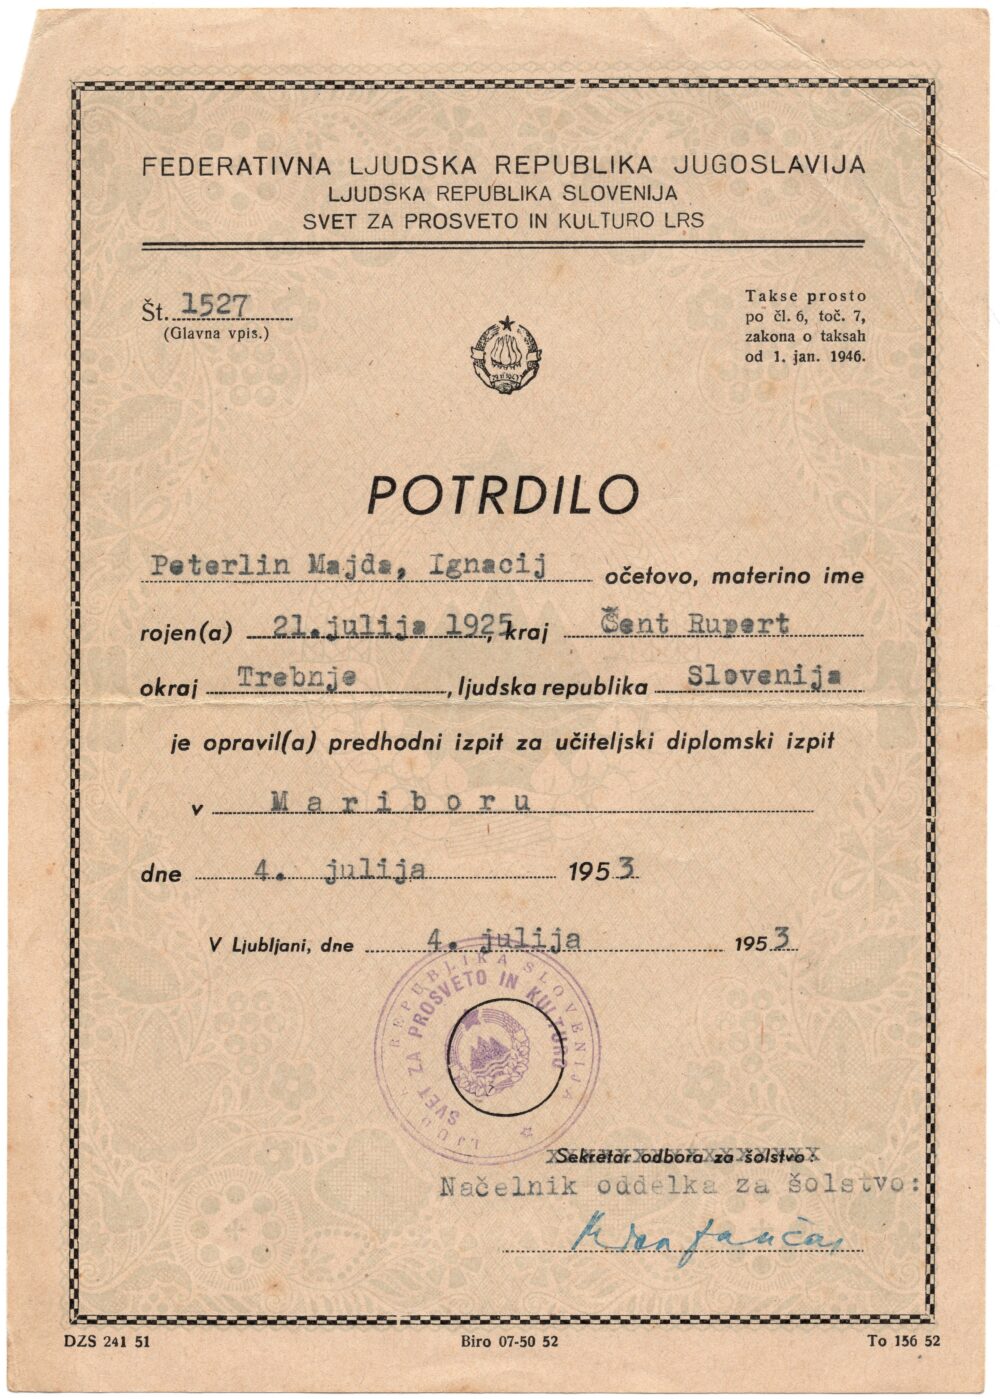 FEDERATIVNA LJUDSKA REPUBLIKA JUGOSLAVIJA
LJUDSKA REPUBLIKA SLOVENIJA
SVET ZA PROSVETO IN KULTURO LRS
Št. 1527
(Glavna vpis.)
Takse prosto
po čl. 6, toč. 7,
zakona o taksah
od 1. jan. 1946.
POTRDILO
Peterlin Majda, Ignacij očetovo, materino ime
rojen(a) 21. julija 1925, kraj Šent Rupert
okraj Trebnje, ljudska republika Slovenija
je opravil(a) predhodni izpit za učiteljski diplomski izpit
v Mariboru
dne 4. julija 1953
V Ljubljani, dne 4. julija 1953
LJUDSKA REPUBLIKA SLOVENIJA
SVET ZA PROSVETO IN KULTURO
Sekretar odbora za šolstvo:
Načelnik oddelka za šolstvo:
DZS 241 51 Biro 07-50 52 To 156 52